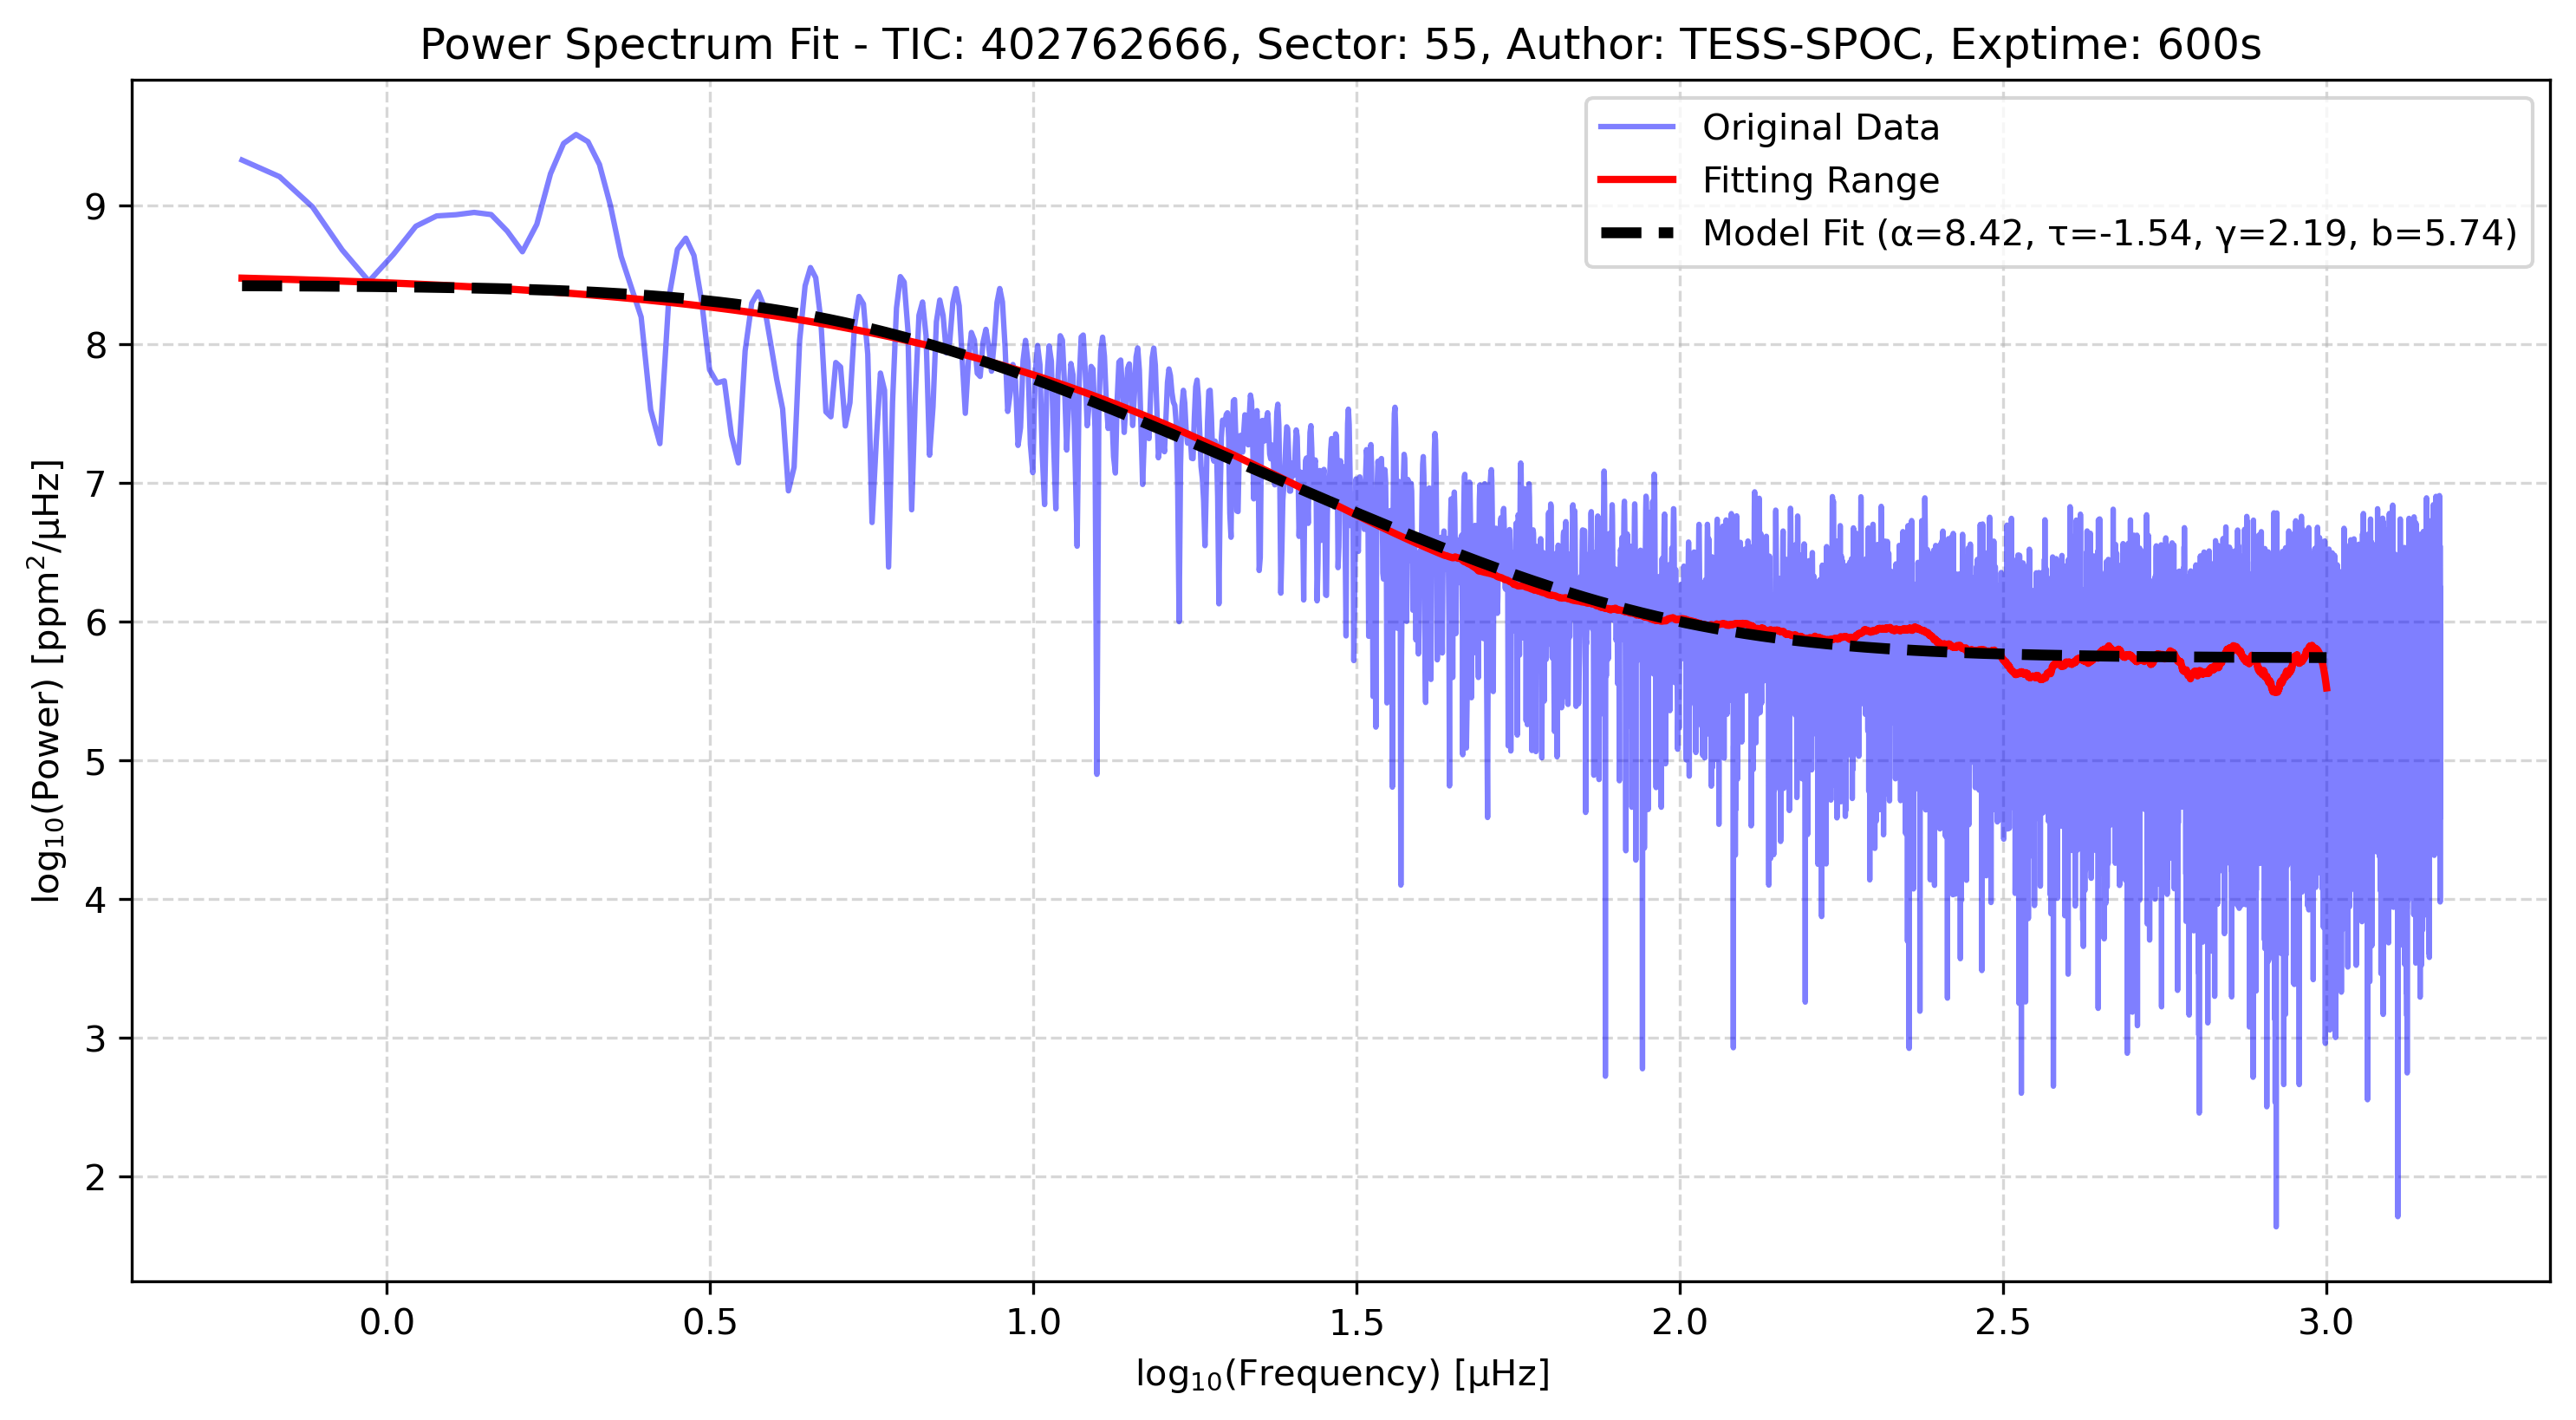 Power Spectrum Fit - TIC: 402762666, Sector: 55, Author: TESS-SPOC, Exptime: 600s
Original Data
Fitting Range
Model Fit (α=8.42, τ=-1.54, γ=2.19, b=5.74)
log₁₀(Power) [ppm²/μHz]
9
8
7
6
5
4
3
2
0.0 0.5 1.0 1.5 2.0 2.5 3.0
log₁₀(Frequency) [μHz]